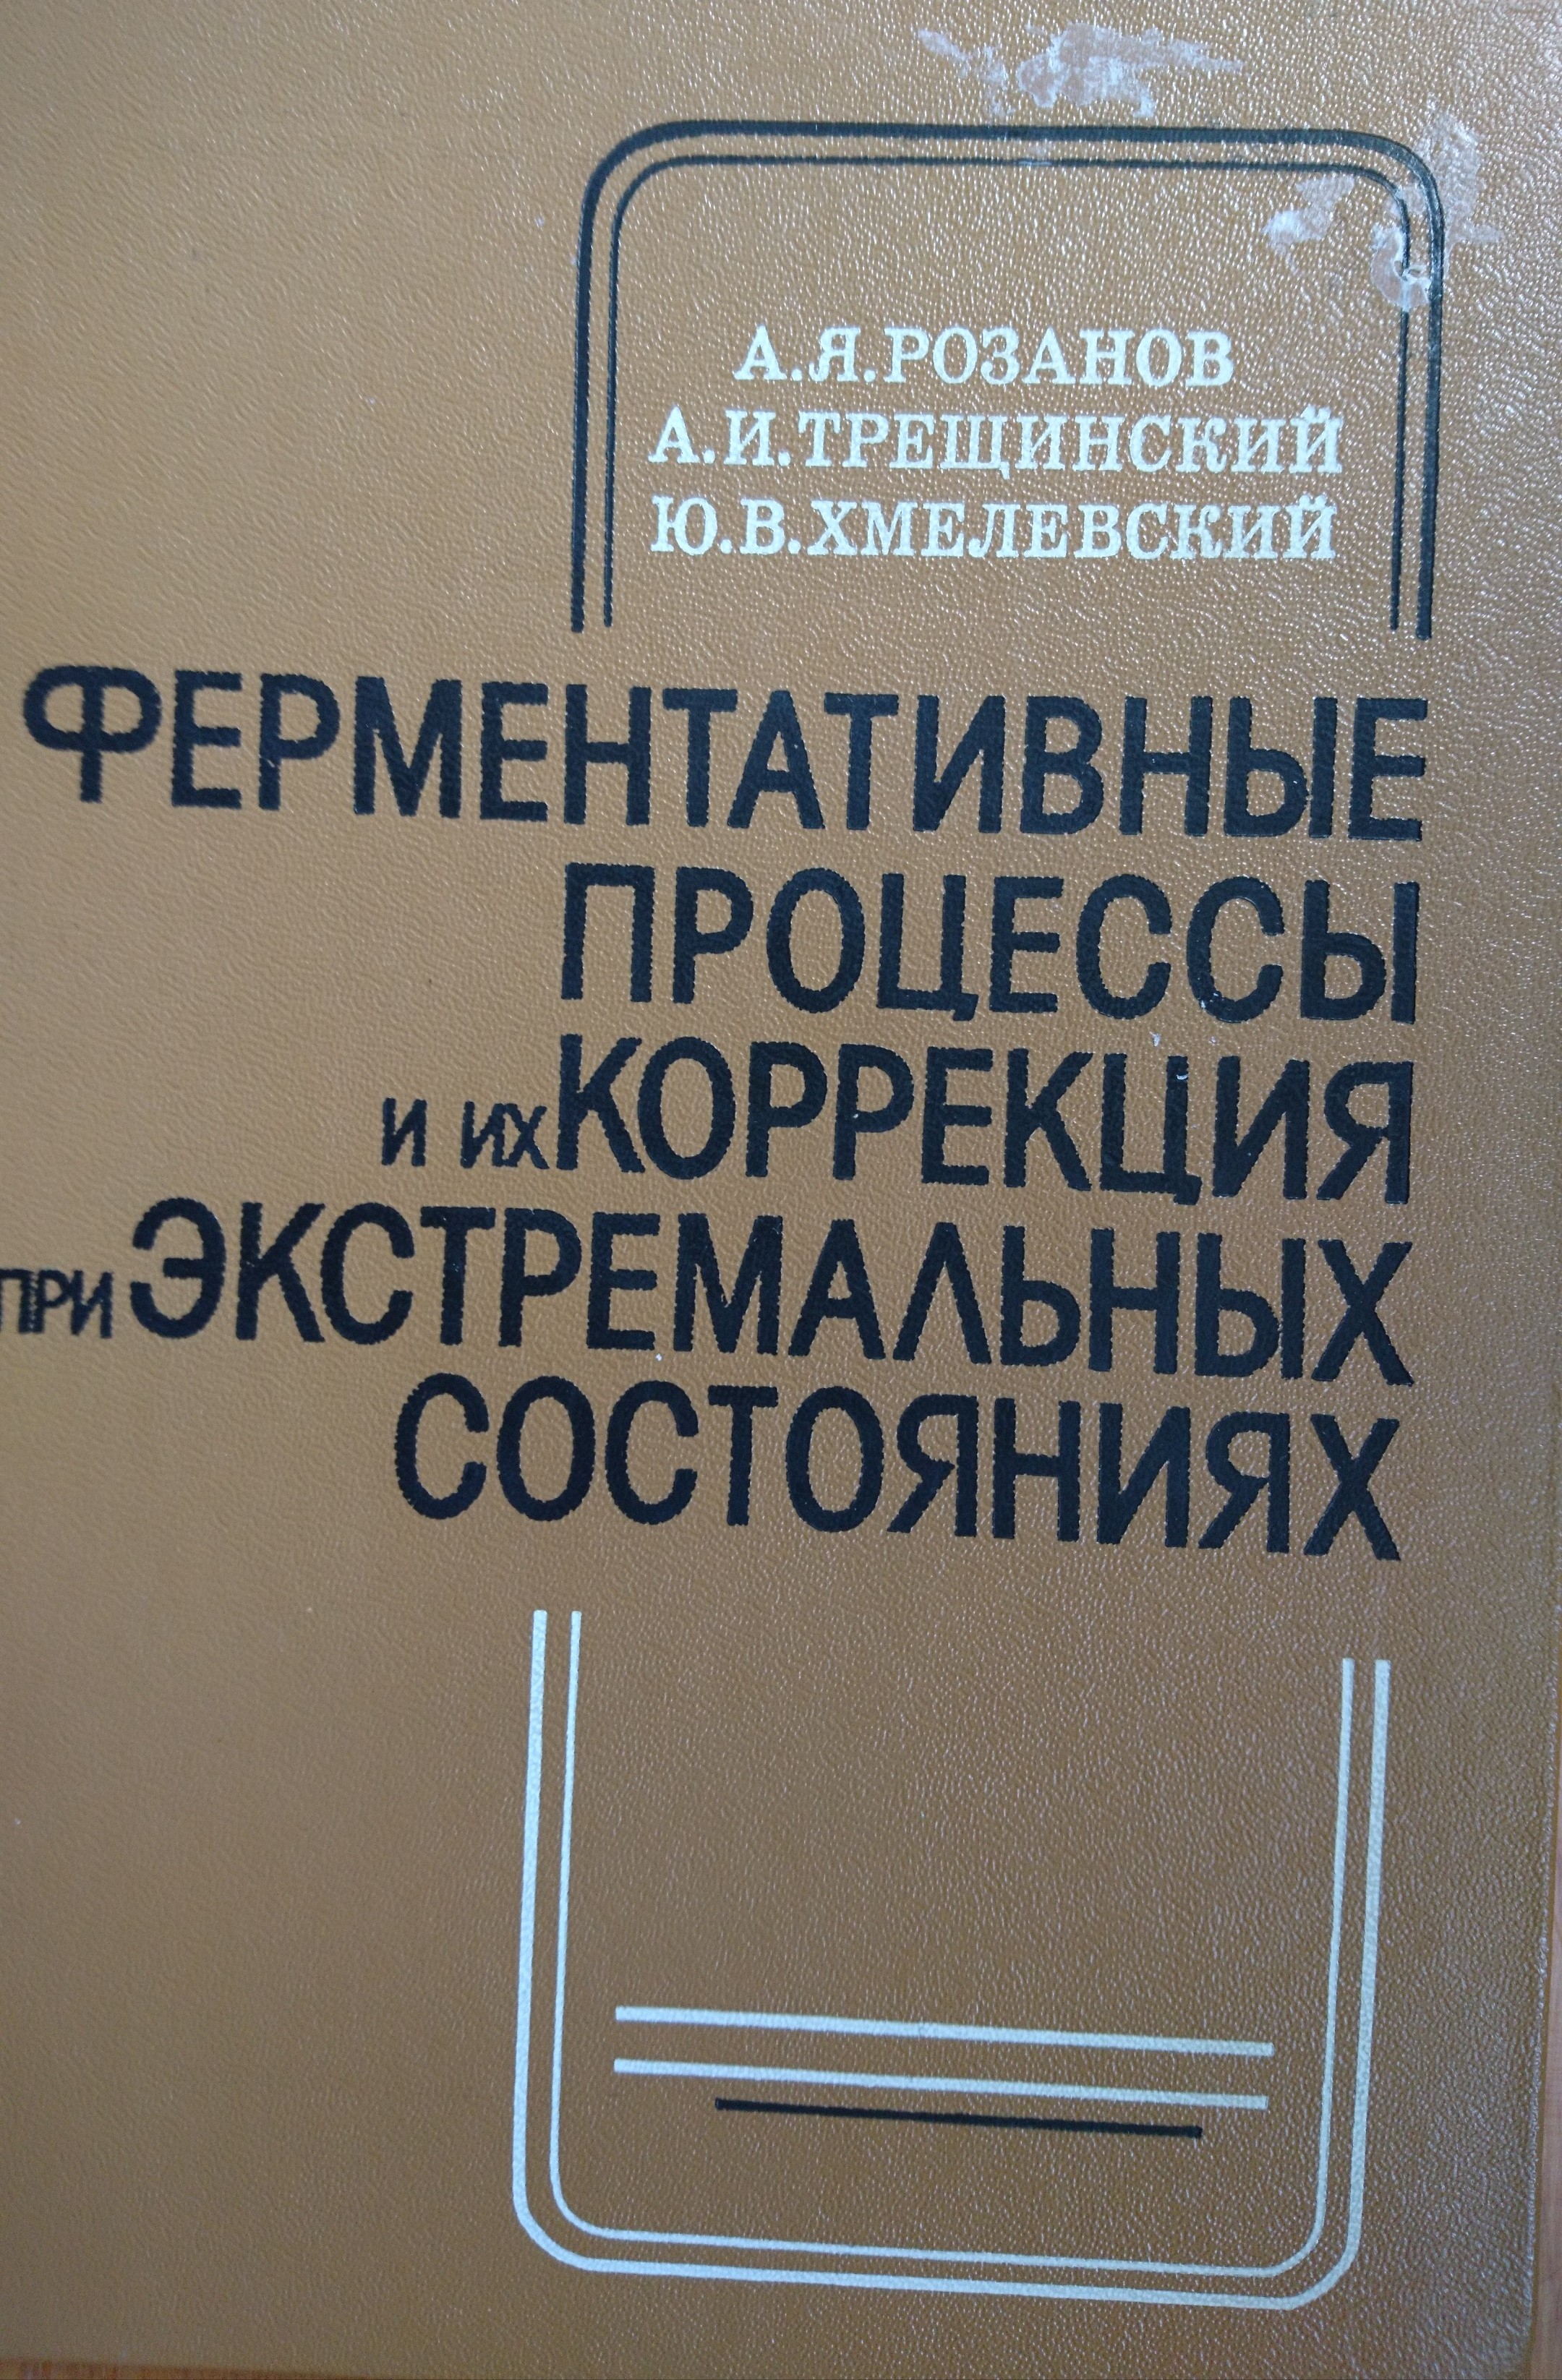 А.Я.РОЗАНОВ
А.И.ТРЕЩИНСКИЙ
Ю.В.ХМЕЛЕВСКИЙ
ФЕРМЕНТАТИВНЫЕ
ПРОЦЕССЫ
И ИХ КОРРЕКЦИЯ
ПРИ ЭКСТРЕМАЛЬНЫХ
СОСТОЯНИЯХ